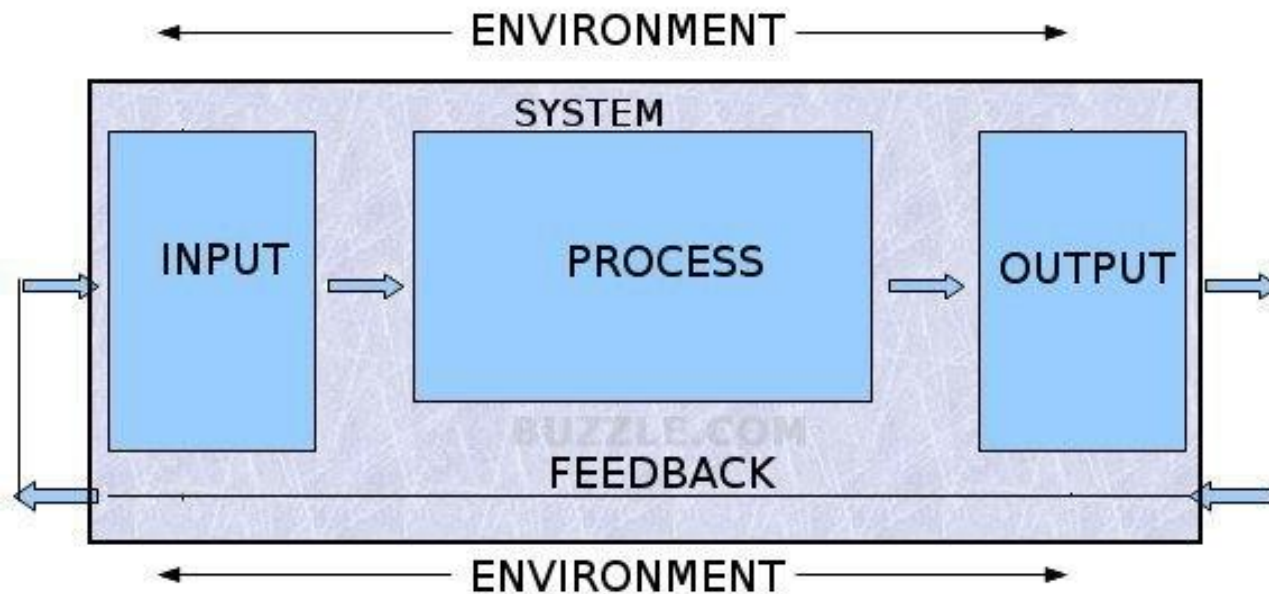 ENVIRONMENT
SYSTEM
INPUT
PROCESS
OUTPUT
BUZZLE.COM
FEEDBACK
ENVIRONMENT